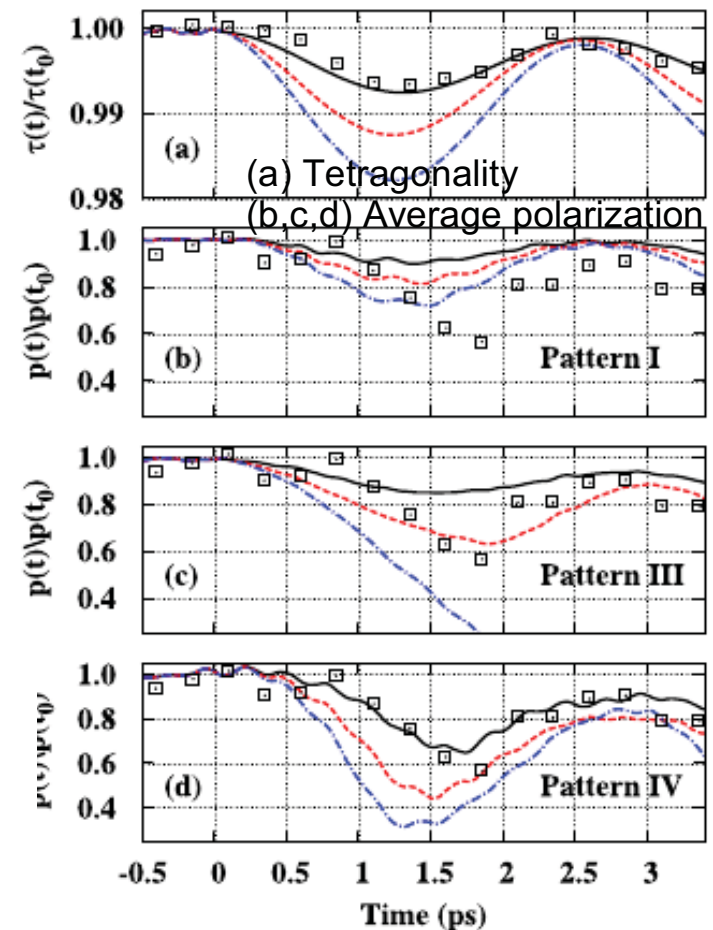 1.00
0.99
0.98
τ(t)/τ(t₀)
(a)
(a) Tetragonality
(b,c,d) Average polarization
1.0
0.8
0.6
0.4
p(t)\p(t₀)
(b)
Pattern I
1.0
0.8
0.6
0.4
p(t)\p(t₀)
(c)
Pattern III
1.0
0.8
0.6
0.4
p(t)\p(t₀)
(d)
Pattern IV
-0.5 0 0.5 1 1.5 2 2.5 3
Time (ps)